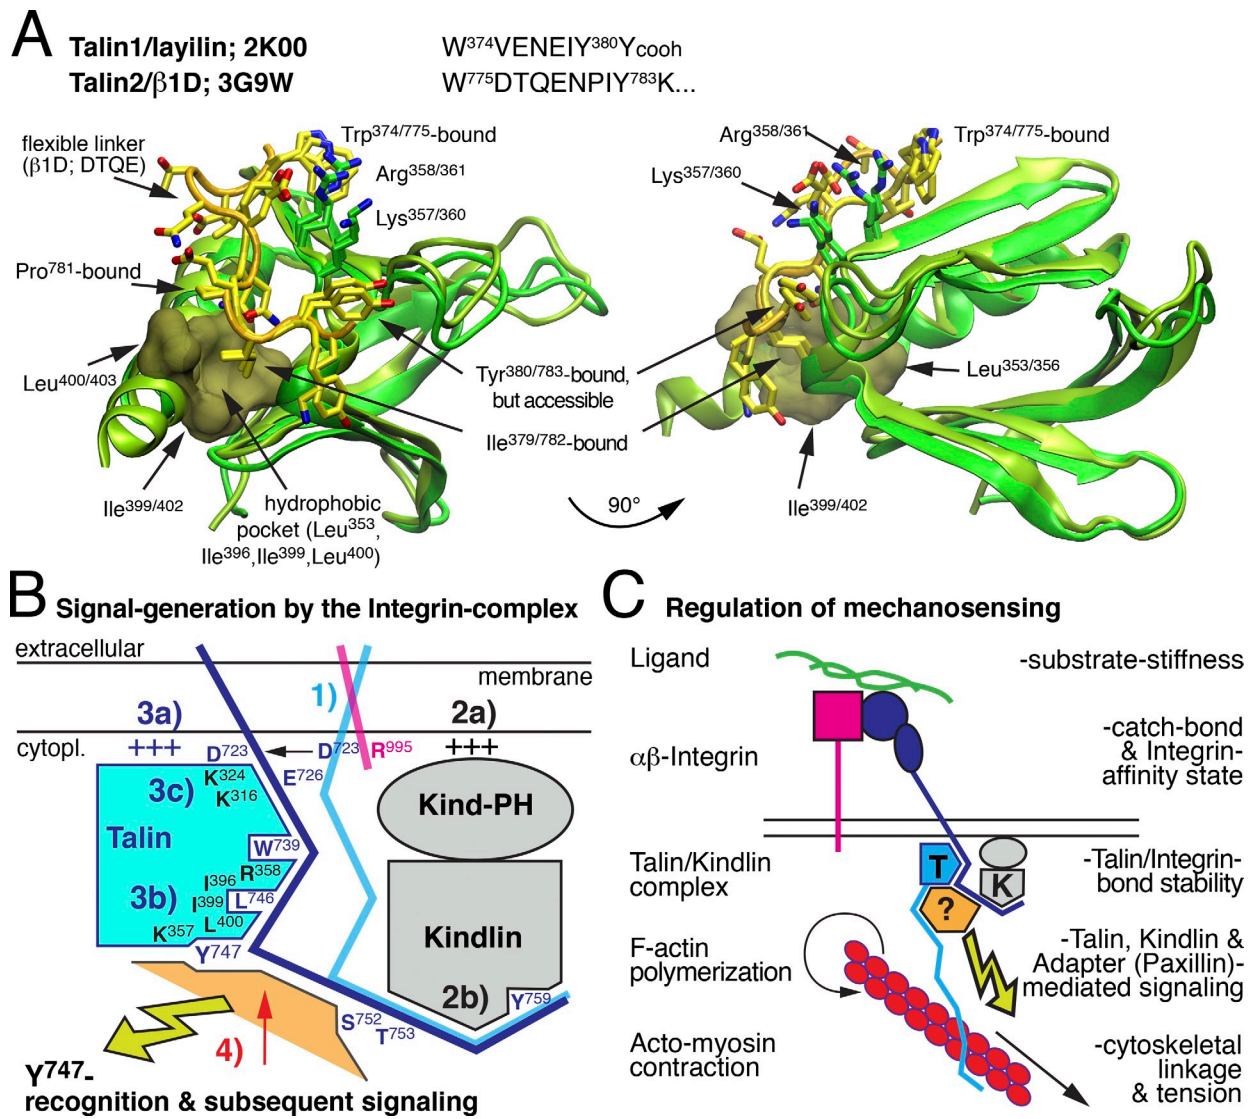 A
Talin1/layilin; 2K00 W³⁷⁴VENEIY³⁸⁰Ycooh
Talin2/β1D; 3G9W W⁷⁷⁵DTQENPIY⁷⁸³K...
flexible linker
(β1D; DTQE)
Trp³⁷⁴/⁷⁷⁵-bound
Arg³⁵⁸/³⁶¹
Lys³⁵⁷/³⁶⁰
Pro⁷⁸¹-bound
Leu⁴⁰⁰/⁴⁰³
Ile³⁹⁹/⁴⁰²
hydrophobic
pocket (Leu³⁵³,
Ile³⁹⁶,Ile³⁹⁹,Leu⁴⁰⁰)
Tyr³⁸⁰/⁷⁸³-bound,
but accessible
Ile³⁷⁹/⁷⁸²-bound
90°
Arg³⁵⁸/³⁶¹
Trp³⁷⁴/⁷⁷⁵-bound
Lys³⁵⁷/³⁶⁰
Leu³⁵³/³⁵⁶
Ile³⁹⁹/⁴⁰²
B
Signal-generation by the Integrin-complex
extracellular
membrane
1)
3a)
2a)
cytopl.
+++
D⁷²³
D⁷²³
R⁹⁹⁵
+++
E⁷²⁶
K³²⁴
3c)
K³¹⁶
Kind-PH
Talin
W⁷³⁹
R³⁵⁸
I³⁹⁶
3b)
I³⁹⁹
L⁷⁴⁶
L⁴⁰⁰
K³⁵⁷
Y⁷⁴⁷
Kindlin
2b)
Y⁷⁵⁹
S⁷⁵²
T⁷⁵³
4)
Y⁷⁴⁷-
recognition & subsequent signaling
C
Regulation of mechanosensing
Ligand
-substrate-stiffness
αβ-Integrin
-catch-bond
& Integrin-
affinity state
Talin/Kindlin
complex
T
K
?
-Talin/Integrin-
bond stability
F-actin
polymerization
-Talin, Kindlin &
Adapter (Paxillin)-
mediated signaling
Acto-myosin
contraction
-cytoskeletal
linkage
& tension